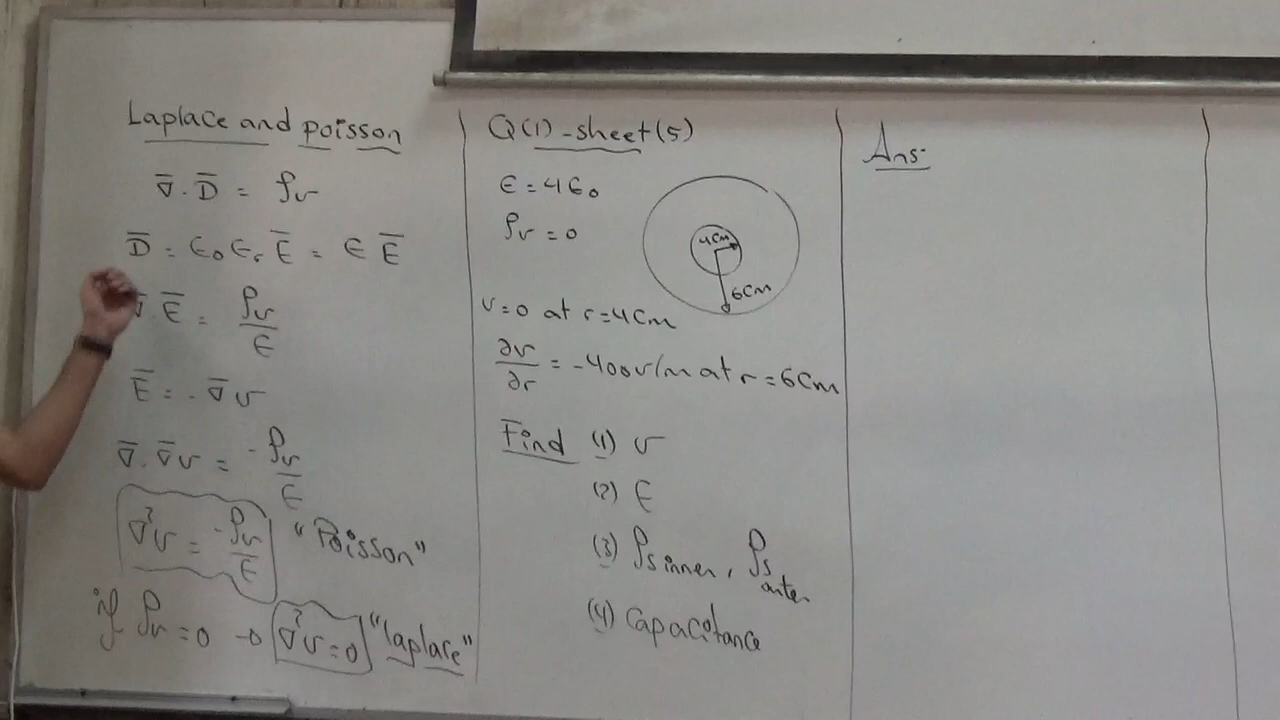 Laplace and poisson
∇̅.D̅ = ρv
D̅ = ϵ₀ϵᵣ E̅ = ϵ E̅
∇̅.E̅ = ρv/ϵ
E̅ = -∇̅v
∇̅.∇̅v = -ρv/ϵ
∇²v = -ρv/ϵ "Poisson"
if ρv = 0 → ∇²v = 0 "laplace"
Q(1)-sheet(5)
ϵ = 4ϵ₀
ρv = 0
4cm
6cm
v=0 at r=4cm
∂v/∂r = -400v/m at r=6cm
Find (1) v
(2) E
(3) ρs inner, ρs outer
(4) Capacitance
Ans: